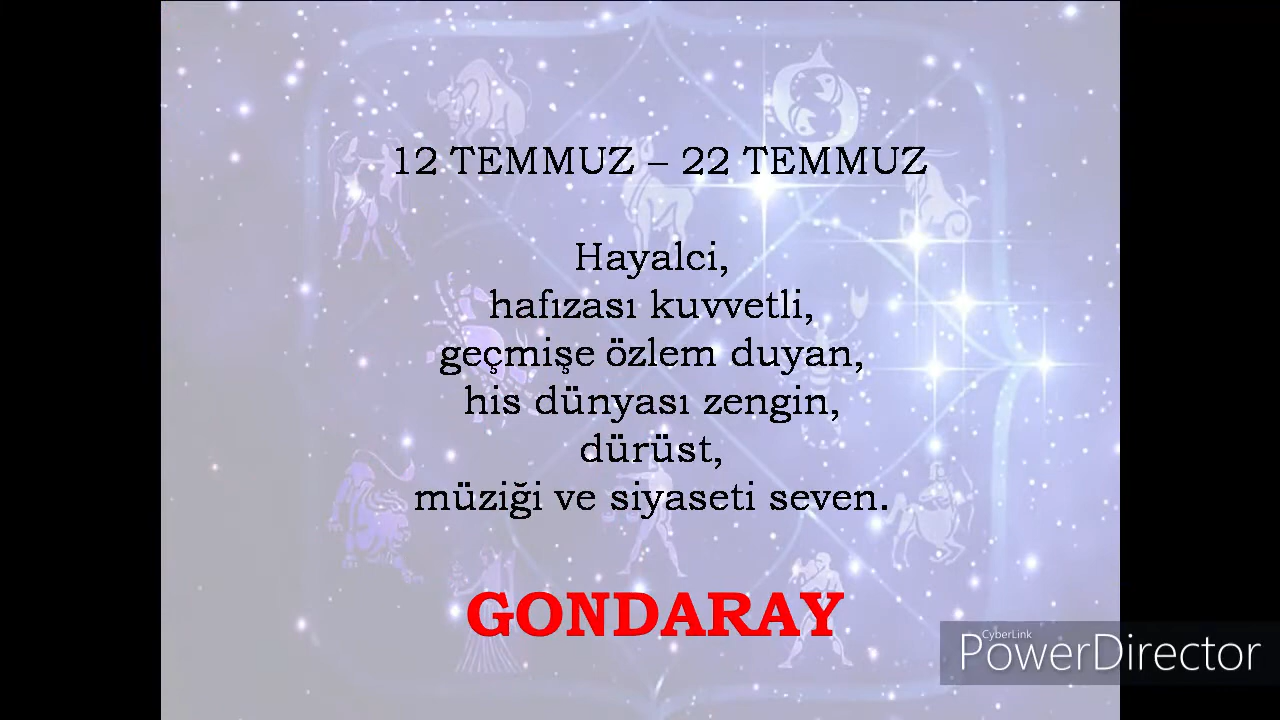 12 TEMMUZ – 22 TEMMUZ
Hayalci,
hafızası kuvvetli,
geçmişe özlem duyan,
his dünyası zengin,
dürüst,
müziği ve siyaseti seven.
GONDARAY
CyberLink
PowerDirector